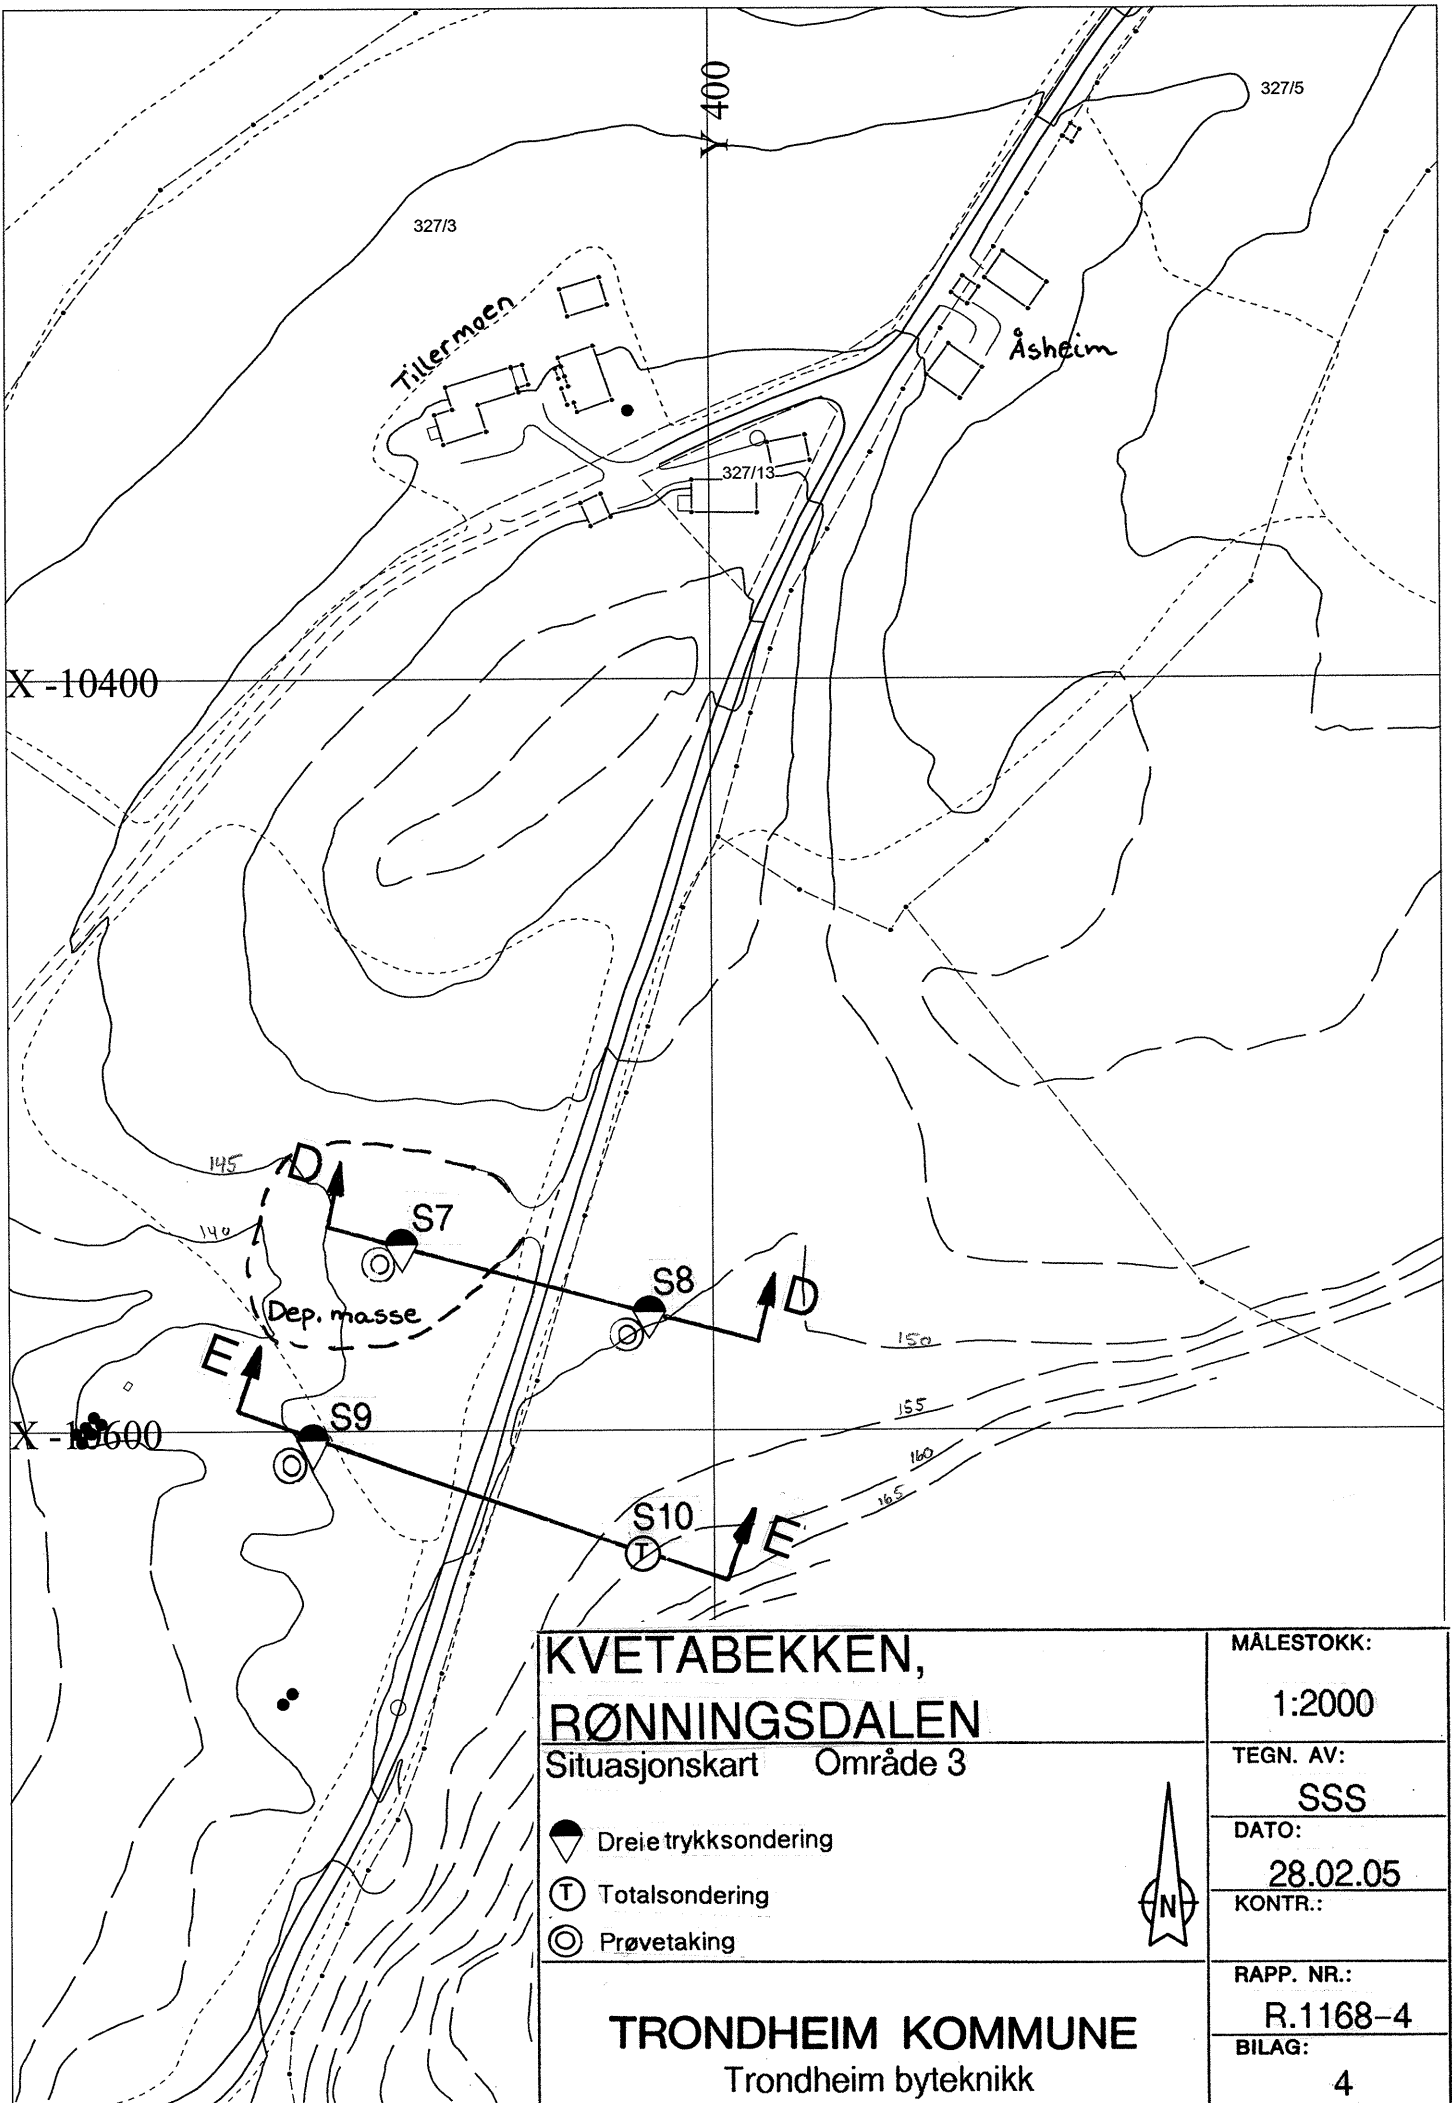 Y 400
327/5
327/3
Tillermoen
Åsheim
327/13
X -10400
145
D
S7
140
S8
D
Dep. masse
150
E
155
S9
X -10600
160
165
S10
T
E
KVETABEKKEN,
RØNNINGSDALEN
Situasjonskart Område 3
Dreietrykksondering
T Totalsondering
Prøvetaking
N
TRONDHEIM KOMMUNE
Trondheim byteknikk
MÅLESTOKK:
1:2000
TEGN. AV:
SSS
DATO:
28.02.05
KONTR.:
RAPP. NR.:
R.1168-4
BILAG:
4